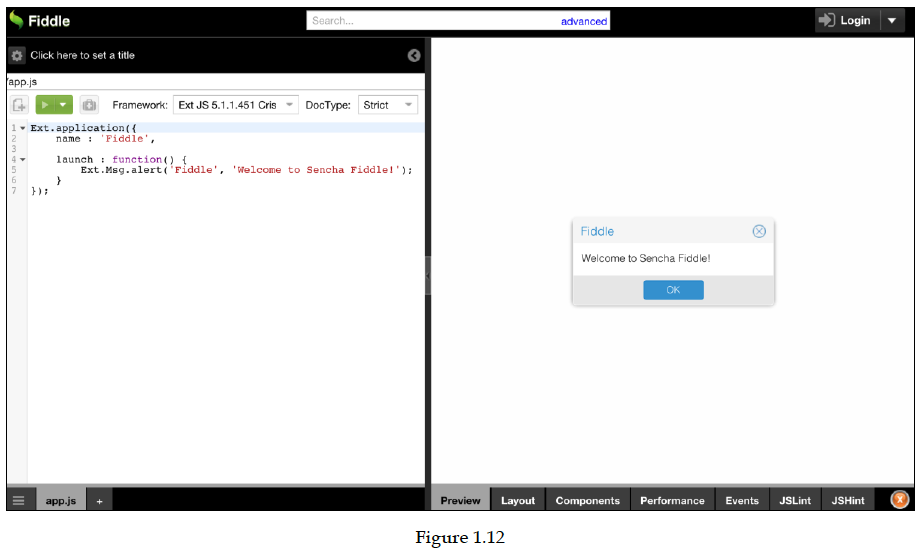 Fiddle
Search... advanced
Login
Click here to set a title
/app.js
Framework: Ext JS 5.1.1.451 Cris DocType: Strict
1 Ext.application({
2 name : 'Fiddle',
3
4 launch : function() {
5 Ext.Msg.alert('Fiddle', 'Welcome to Sencha Fiddle!');
6 }
7 });
Fiddle
Welcome to Sencha Fiddle!
OK
app.js +
Preview Layout Components Performance Events JSLint JSHint
Figure 1.12